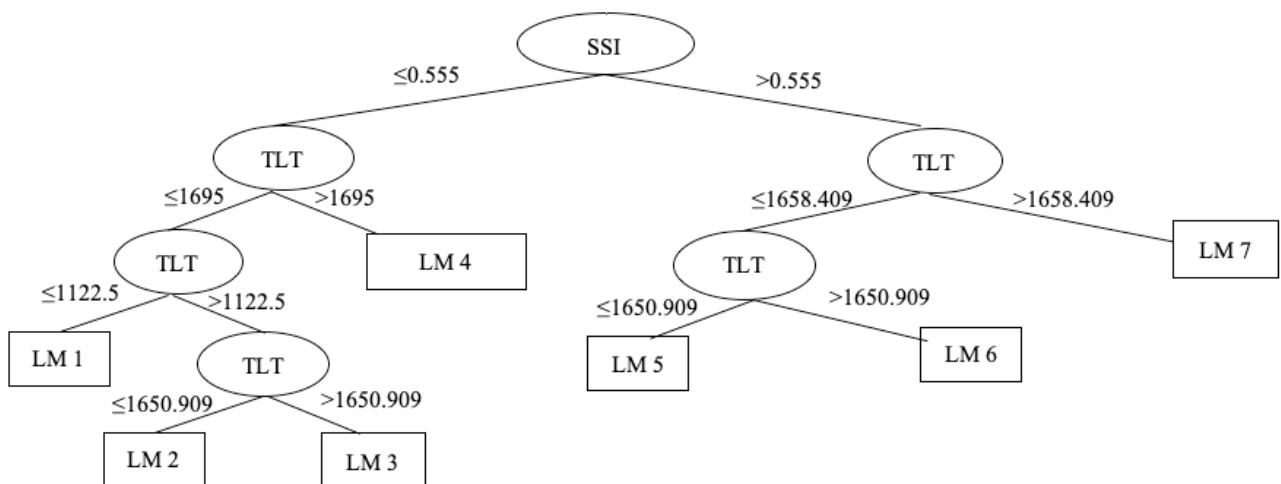 SSI
≤0.555
>0.555
TLT
TLT
≤1695
>1695
≤1658.409
>1658.409
TLT
LM 4
TLT
LM 7
≤1122.5
>1122.5
≤1650.909
>1650.909
LM 1
TLT
LM 5
LM 6
≤1650.909
>1650.909
LM 2
LM 3